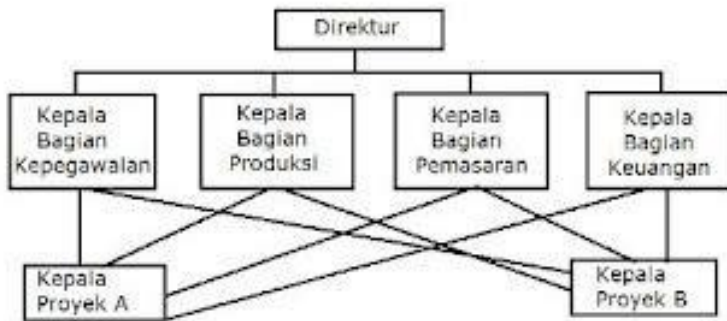 Direktur
Kepala
Bagian
Kepegawalan
Kepala
Bagian
Produksi
Kepala
Bagian
Pemasaran
Kepala
Bagian
Keuangan
Kepala
Proyek A
Kepala
Proyek B